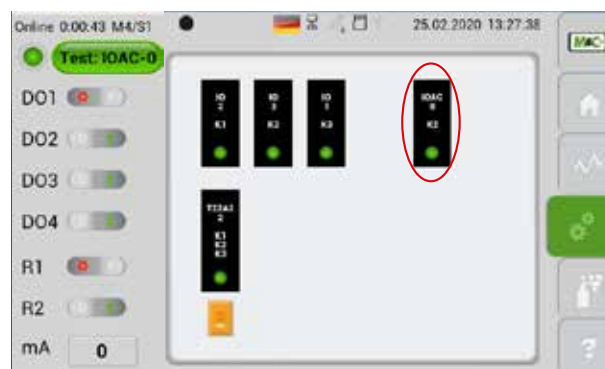 Online 0:00:43 M4/S1
25.02.2020 13:27:38
Test: IOAC-0
DO1
DO2
DO3
DO4
R1
R2
mA 0
IO
2
K1
IO
3
K2
IO
1
K3
IOAC
0
K2
2
K1
K2
K3
MAC
?